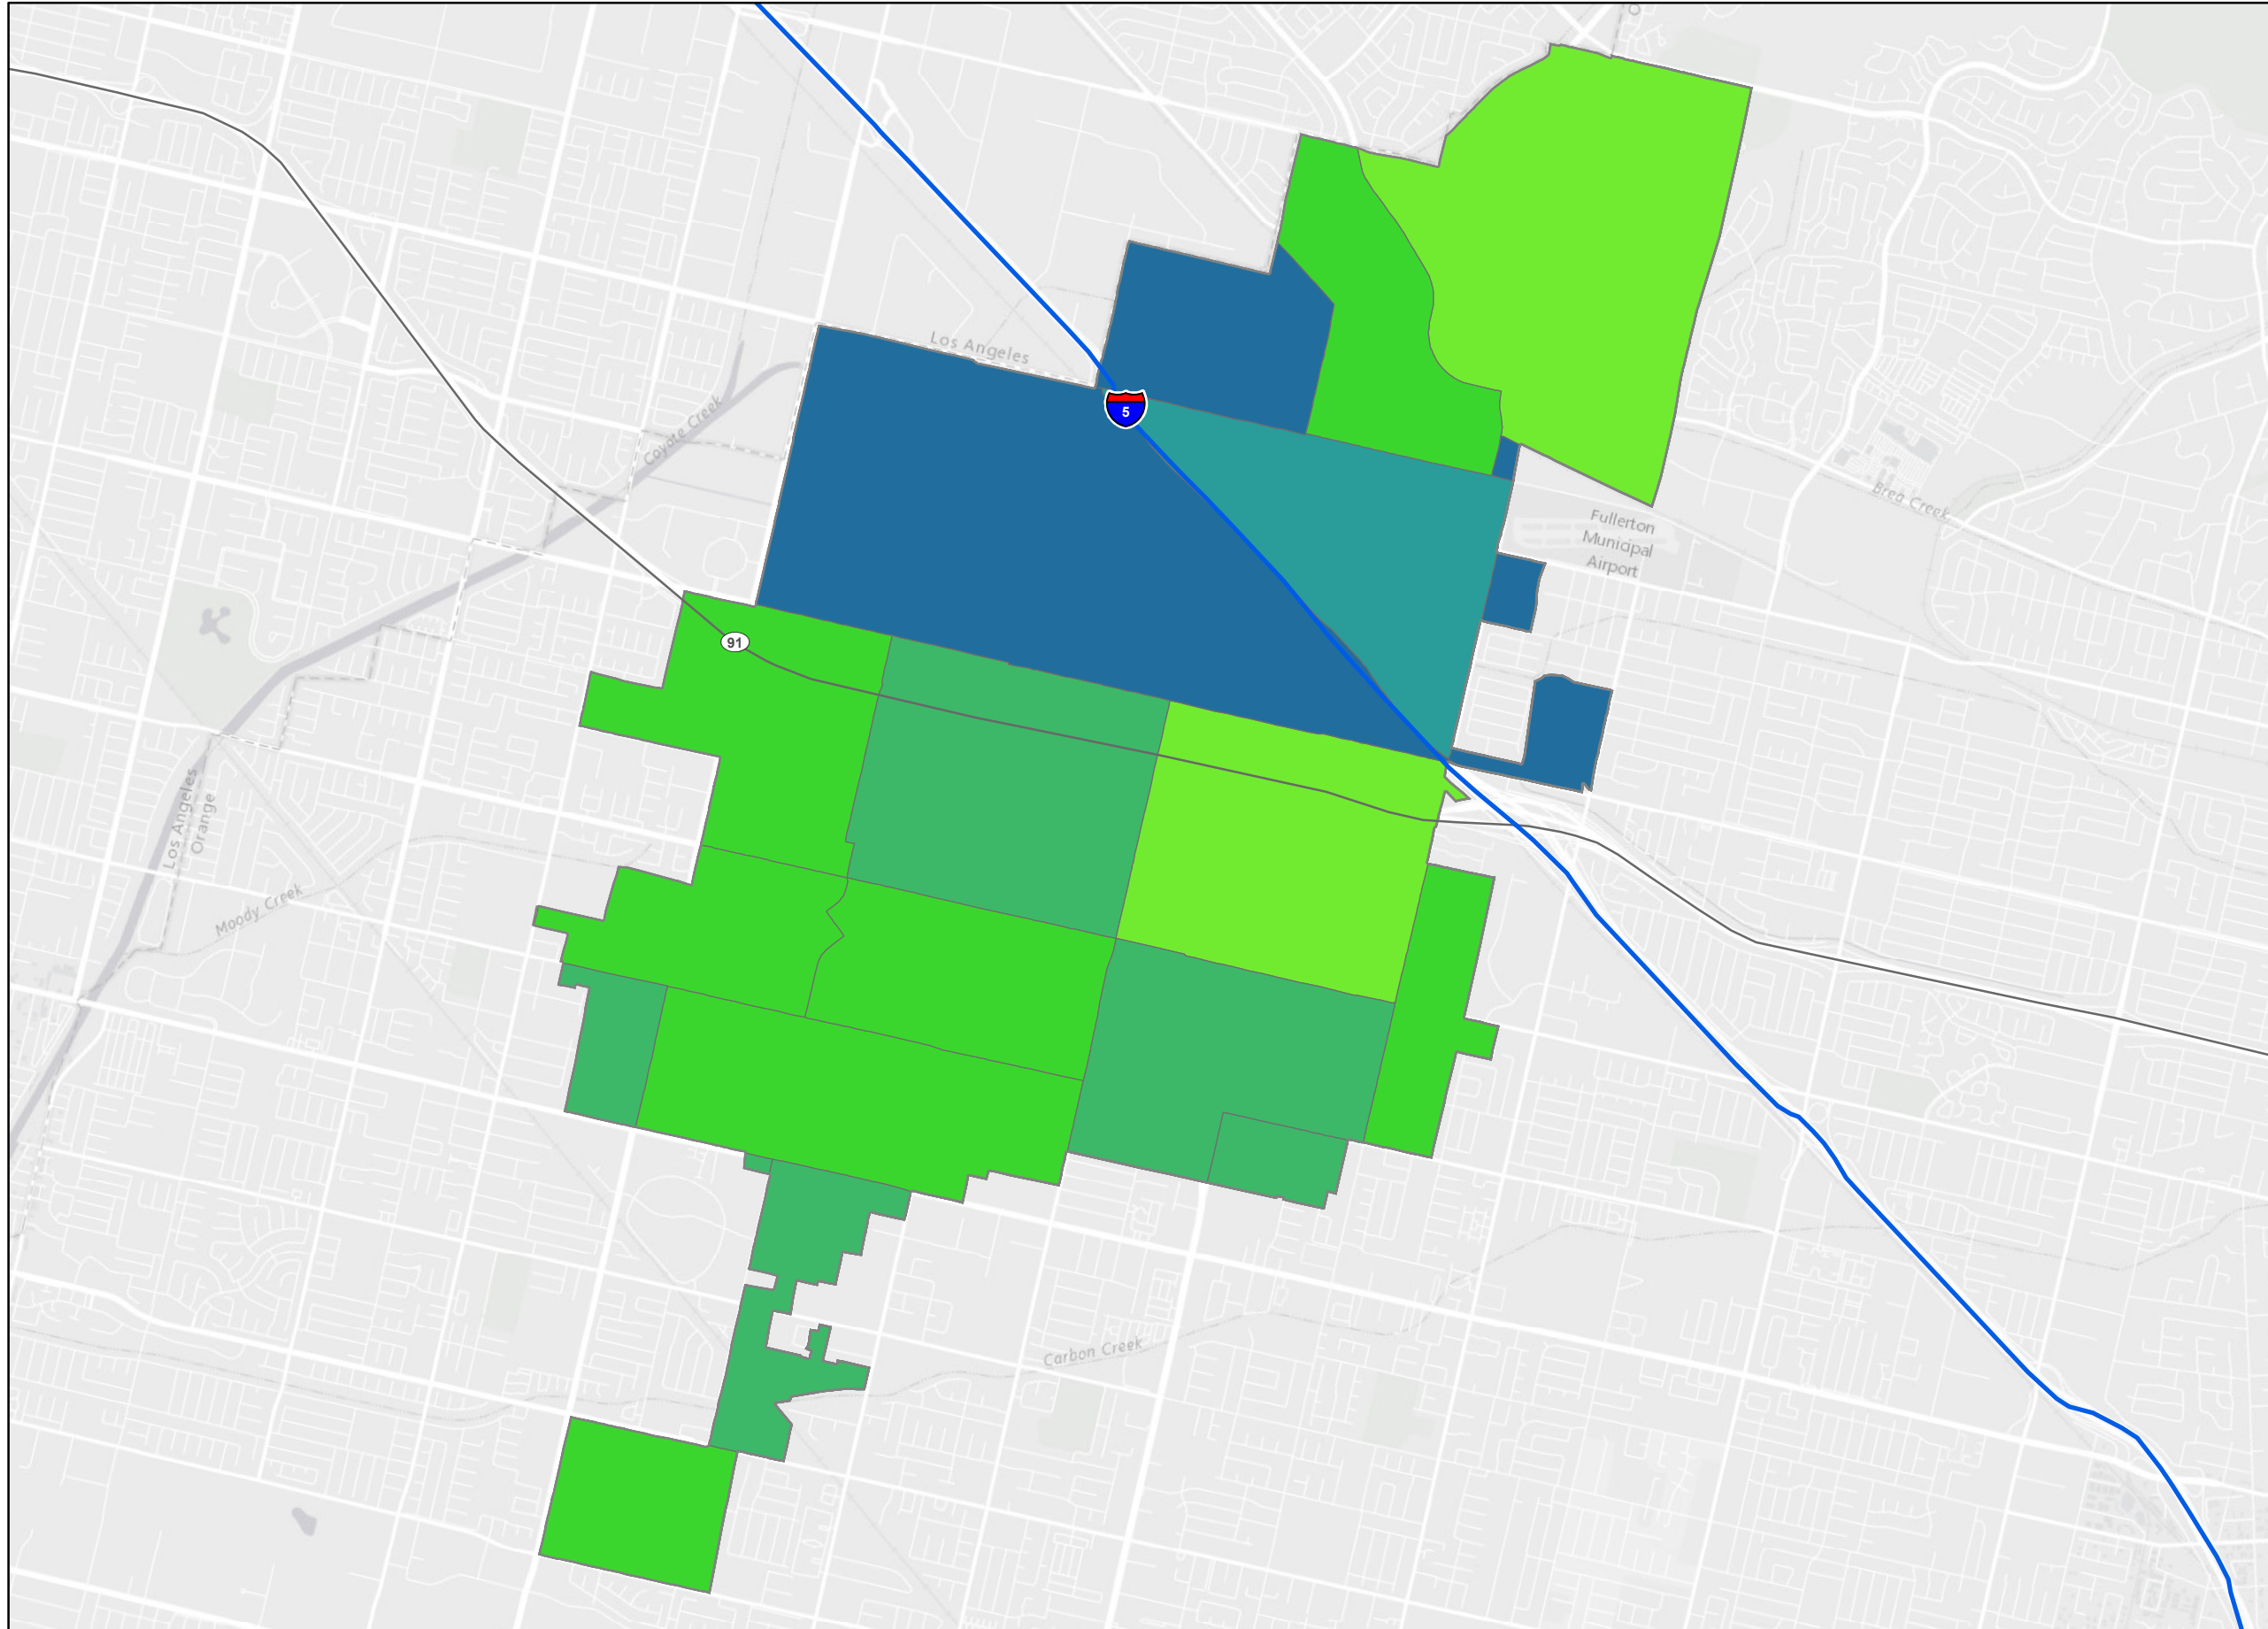 Los Angeles
5
Coyote Creek
Brea Creek
Fullerton
Municipal
Airport
91
Los Angeles
Orange
Moody Creek
Carbon Creek